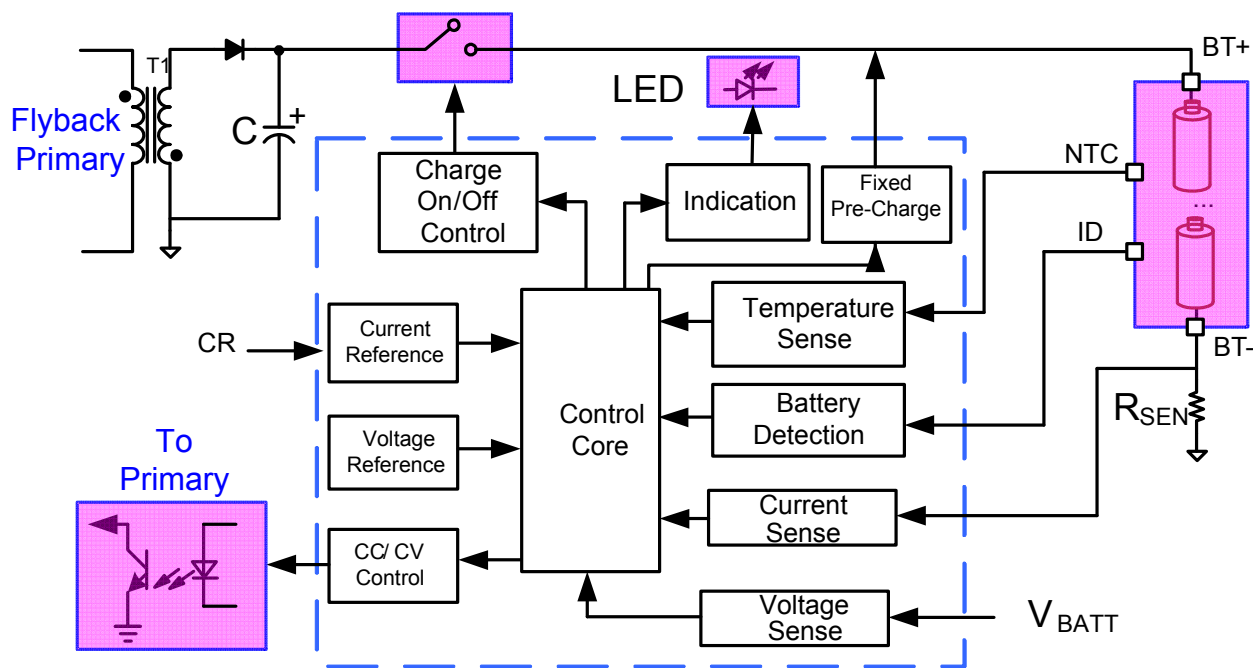 T1
BT+
LED
Flyback
Primary
C
+
Charge
On/Off
Control
Indication
Fixed
Pre-Charge
NTC
...
ID
CR
Current
Reference
Temperature
Sense
BT-
Control
Core
Battery
Detection
RSEN
To
Primary
Voltage
Reference
Current
Sense
CC/ CV
Control
Voltage
Sense
VBATT